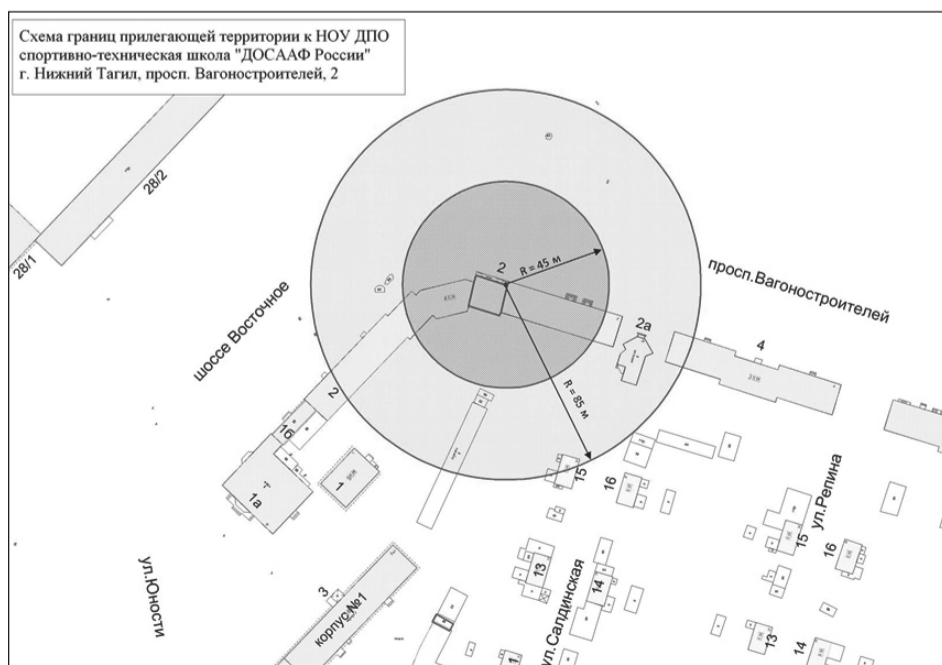 Схема границ прилегающей территории к НОУ ДПО
спортивно-техническая школа "ДОСААФ России"
г. Нижний Тагил, просп. Вагоностроителей, 2
28/2
28/1
шоссе Восточное
2
R = 45 м
просп.Вагоностроителей
2а
4
R = 85 м
2
1б
1а
1
15
16
ул.Репина
15
16
ул.Юности
3
корпус №1
13
14
ул.Салдинская
13
14
1